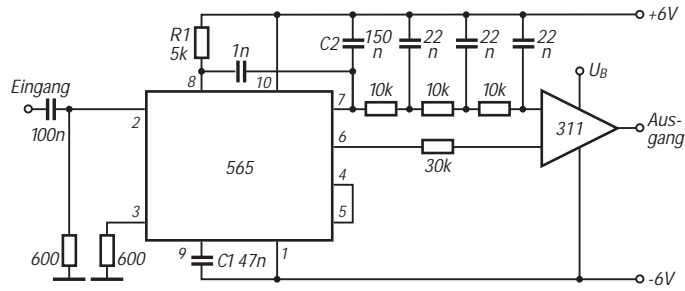 +6V
R1
5k
1n
C2
150
n
22
n
22
n
22
n
8
10
Eingang
100n
2
7
10k
10k
10k
U_B
311
Aus-
gang
6
30k
565
4
5
3
600
600
9
C1 47n
1
-6V